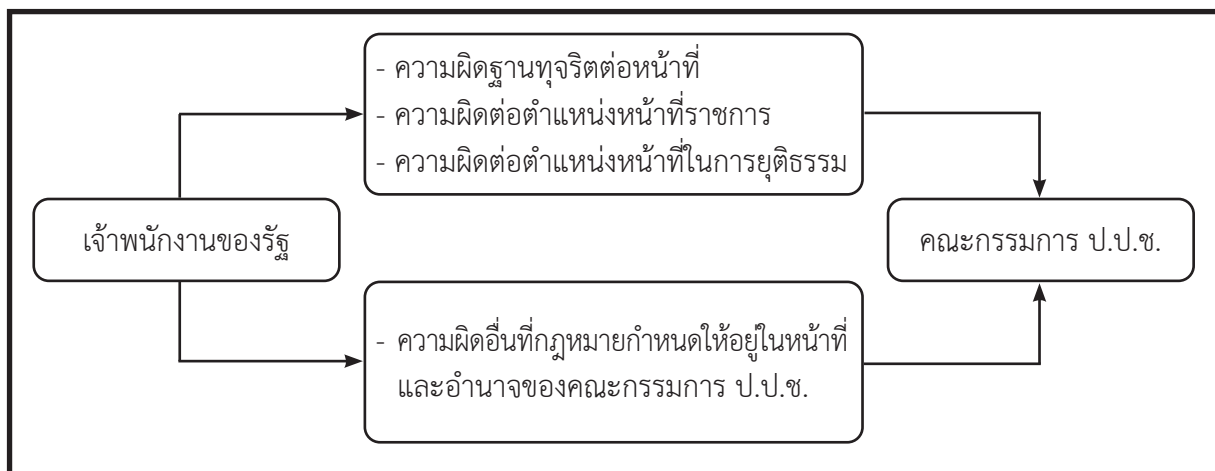 - ความผิดฐานทุจริตต่อหน้าที่
- ความผิดต่อตำแหน่งหน้าที่ราชการ
- ความผิดต่อตำแหน่งหน้าที่ในการยุติธรรม
เจ้าพนักงานของรัฐ
คณะกรรมการ ป.ป.ช.
- ความผิดอื่นที่กฎหมายกำหนดให้อยู่ในหน้าที่
และอำนาจของคณะกรรมการ ป.ป.ช.